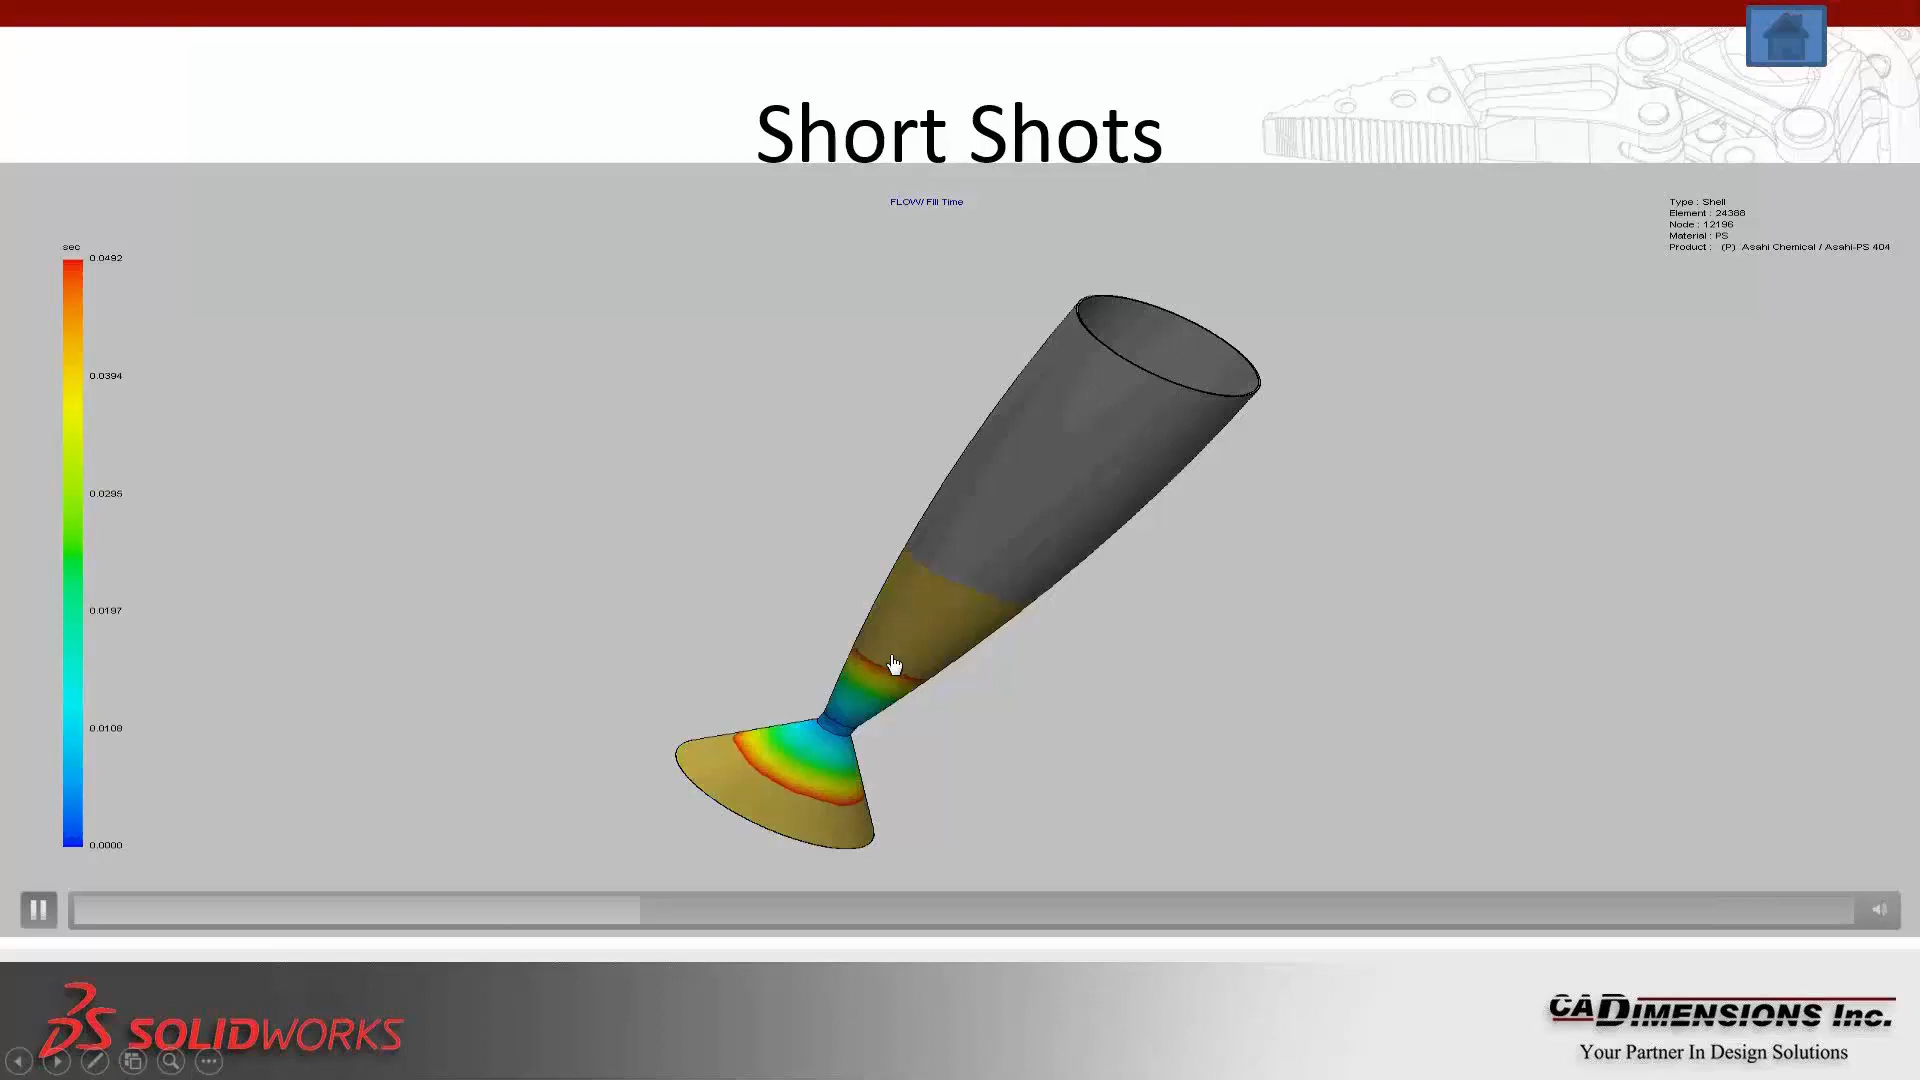 Short Shots
FLOW/ Fill Time
Type : Shell
Element : 24388
Node : 12196
Material : PS
Product : (P) Asahi Chemical / Asahi-PS 404
sec
0.0492
0.0394
0.0295
0.0197
0.0108
0.0000
SOLIDWORKS
CADIMENSIONS Inc.
Your Partner In Design Solutions